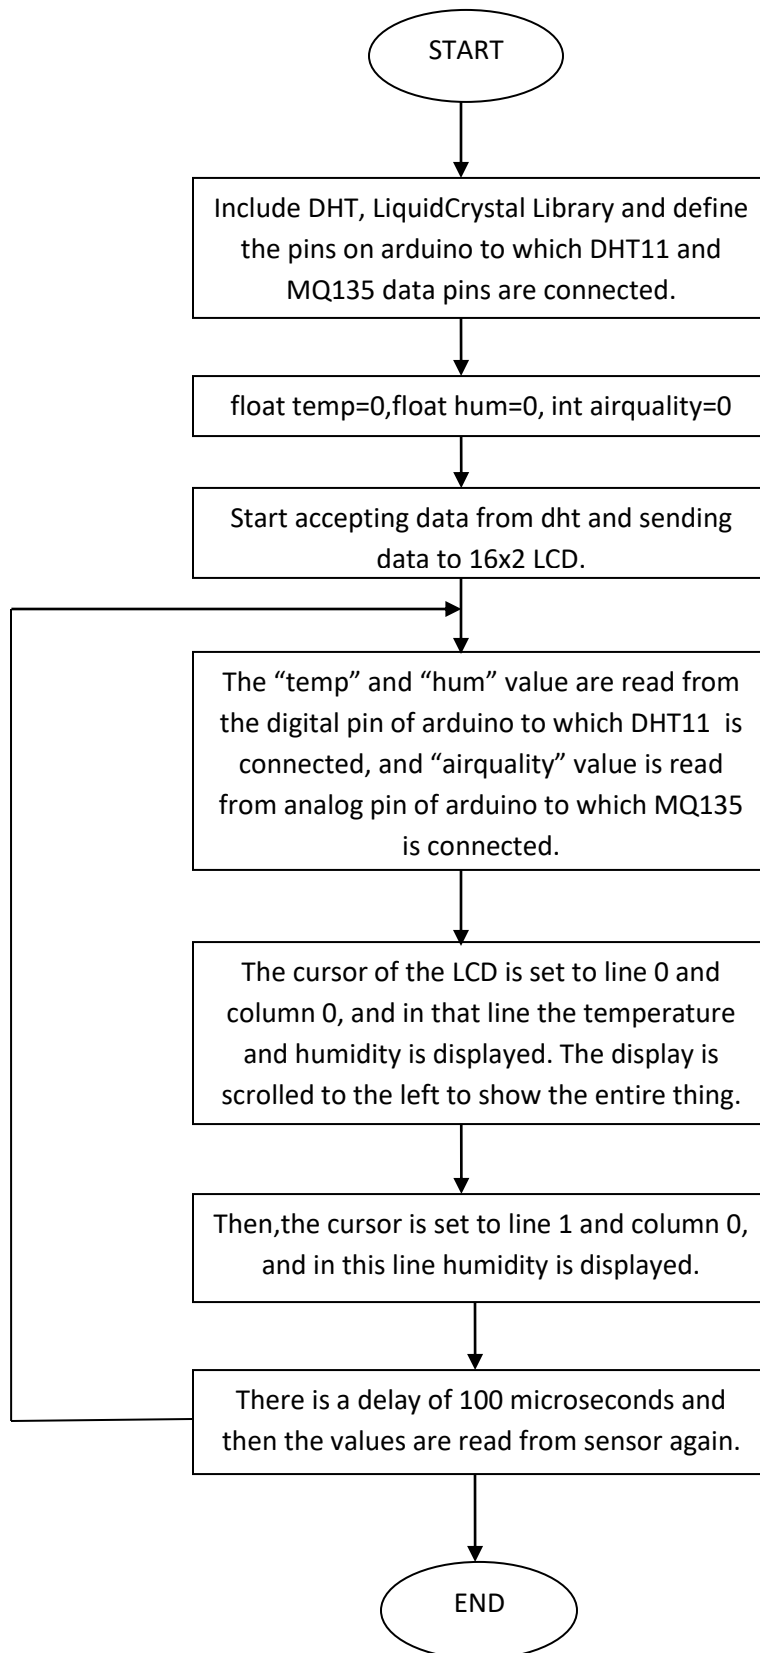 START
Include DHT, LiquidCrystal Library and define
the pins on arduino to which DHT11 and
MQ135 data pins are connected.
float temp=0,float hum=0, int airquality=0
Start accepting data from dht and sending
data to 16x2 LCD.
The “temp” and “hum” value are read from
the digital pin of arduino to which DHT11  is
connected, and “airquality” value is read
from analog pin of arduino to which MQ135
is connected.
The cursor of the LCD is set to line 0 and
column 0, and in that line the temperature
and humidity is displayed. The display is
scrolled to the left to show the entire thing.
Then,the cursor is set to line 1 and column 0,
and in this line humidity is displayed.
There is a delay of 100 microseconds and
then the values are read from sensor again.
END